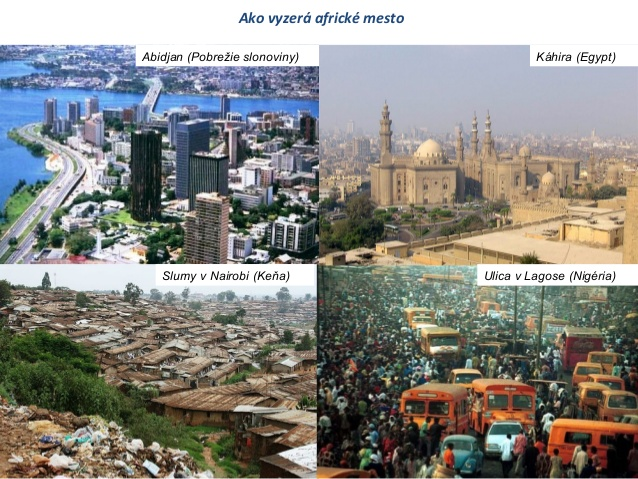 Ako vyzerá africké mesto
Abidjan (Pobrežie slonoviny)
Káhira (Egypt)
Slumy v Nairobi (Keňa)
Ulica v Lagose (Nigéria)